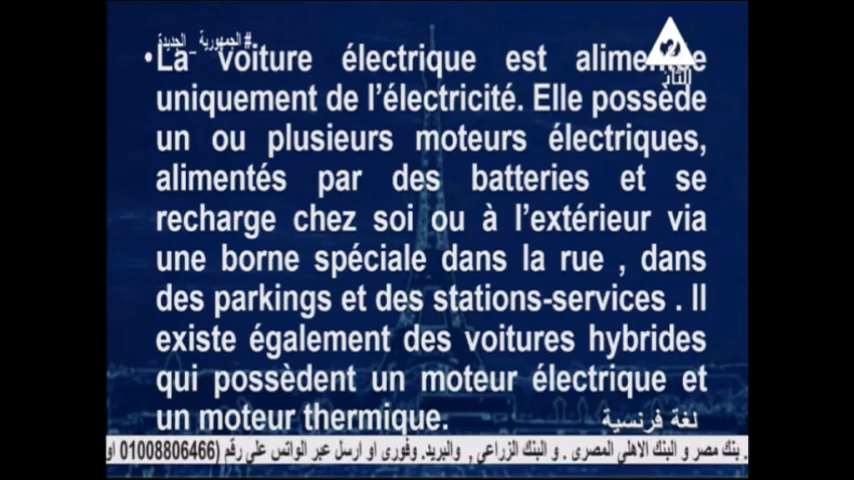 #الجمهورية_الجديدة
•La voiture électrique est alimentée
uniquement de l'électricité. Elle possède
un ou plusieurs moteurs électriques,
alimentés par des batteries et se
recharge chez soi ou à l'extérieur via
une borne spéciale dans la rue , dans
des parkings et des stations-services . Il
existe également des voitures hybrides
qui possèdent un moteur électrique et
un moteur thermique.
لغة فرنسية
. بنك مصر و البنك الاهلي المصرى . و البنك الزراعي , والبريد. وفورى او ارسل عبر الواتس على رقم (01008806466 او